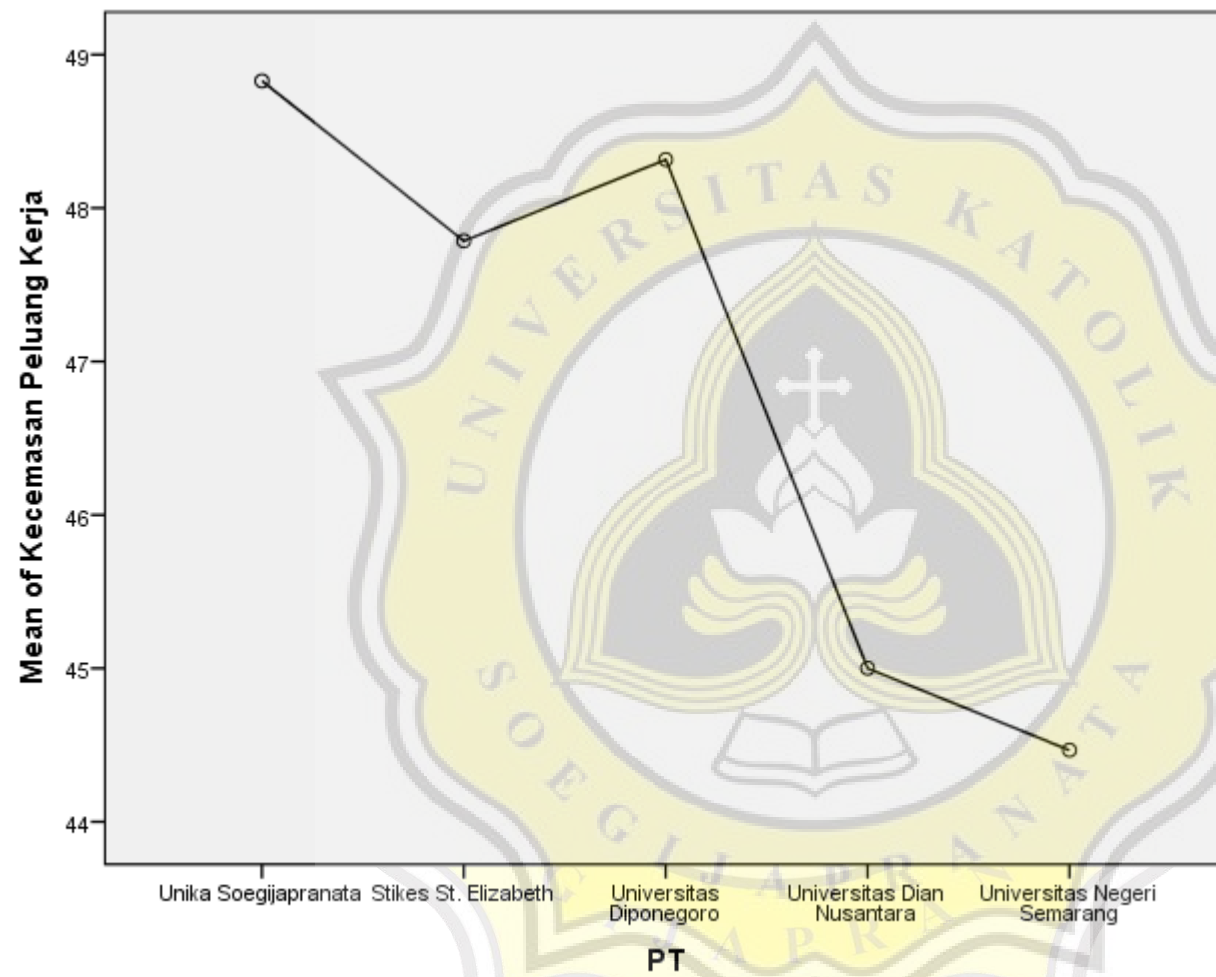 Mean of Kecemasan Peluang Kerja
49
48
47
46
45
44
Unika Soegijapranata
Stikes St. Elizabeth
Universitas
Diponegoro
Universitas Dian
Nusantara
Universitas Negeri
Semarang
PT
UNIVERSITAS KATOLIK
SOEGIJAPRANATA